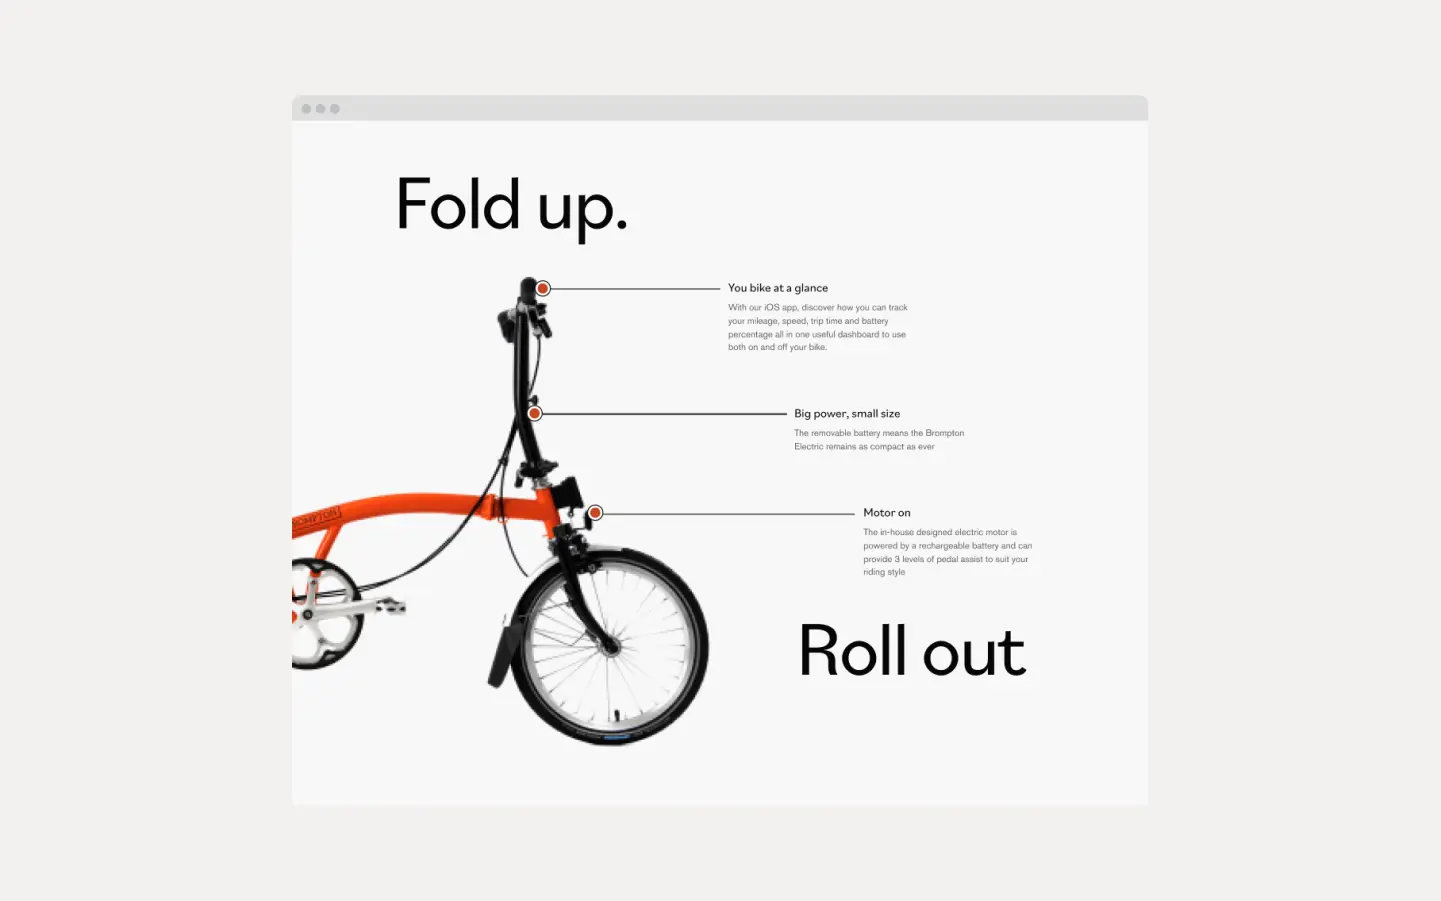 Fold up.
You bike at a glance
With our iOS app, discover how you can track
your mileage, speed, trip time and battery
percentage all in one useful dashboard to use
both on and off your bike.
Big power, small size
The removable battery means the Brompton
Electric remains as compact as ever
BROMPTON
Motor on
The in-house designed electric motor is
powered by a rechargeable battery and can
provide 3 levels of pedal assist to suit your
riding style
Roll out